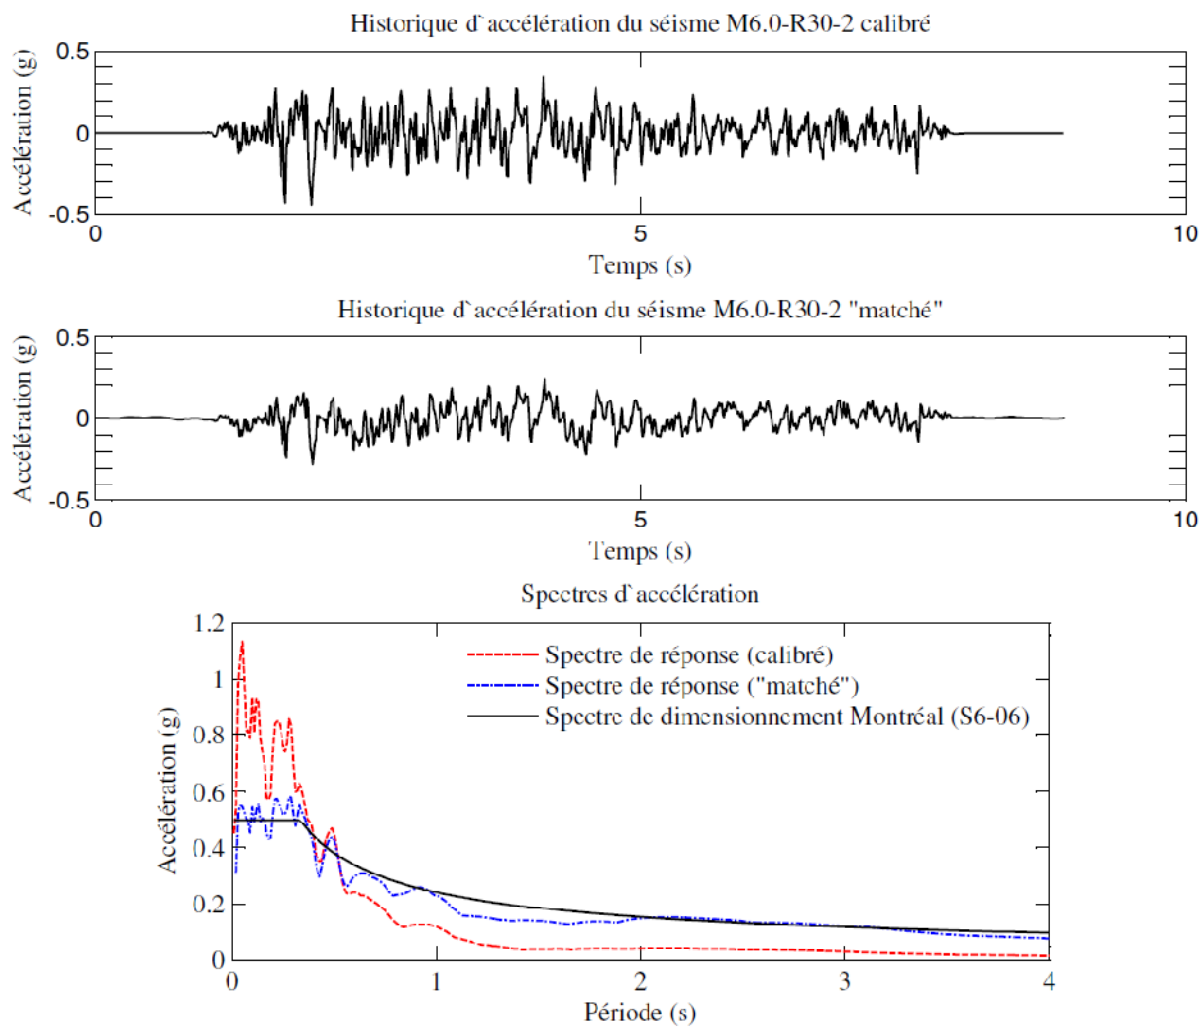 Historique d`accélération du séisme M6.0-R30-2 calibré
Accélération (g)
0.5
0
-0.5
0
5
10
Temps (s)
Historique d`accélération du séisme M6.0-R30-2 "matché"
Accélération (g)
0.5
0
-0.5
0
5
10
Temps (s)
Spectres d`accélération
Accélération (g)
1.2
1
0.8
0.6
0.4
0.2
0
Spectre de réponse (calibré)
Spectre de réponse ("matché")
Spectre de dimensionnement Montréal (S6-06)
0
1
2
3
4
Période (s)